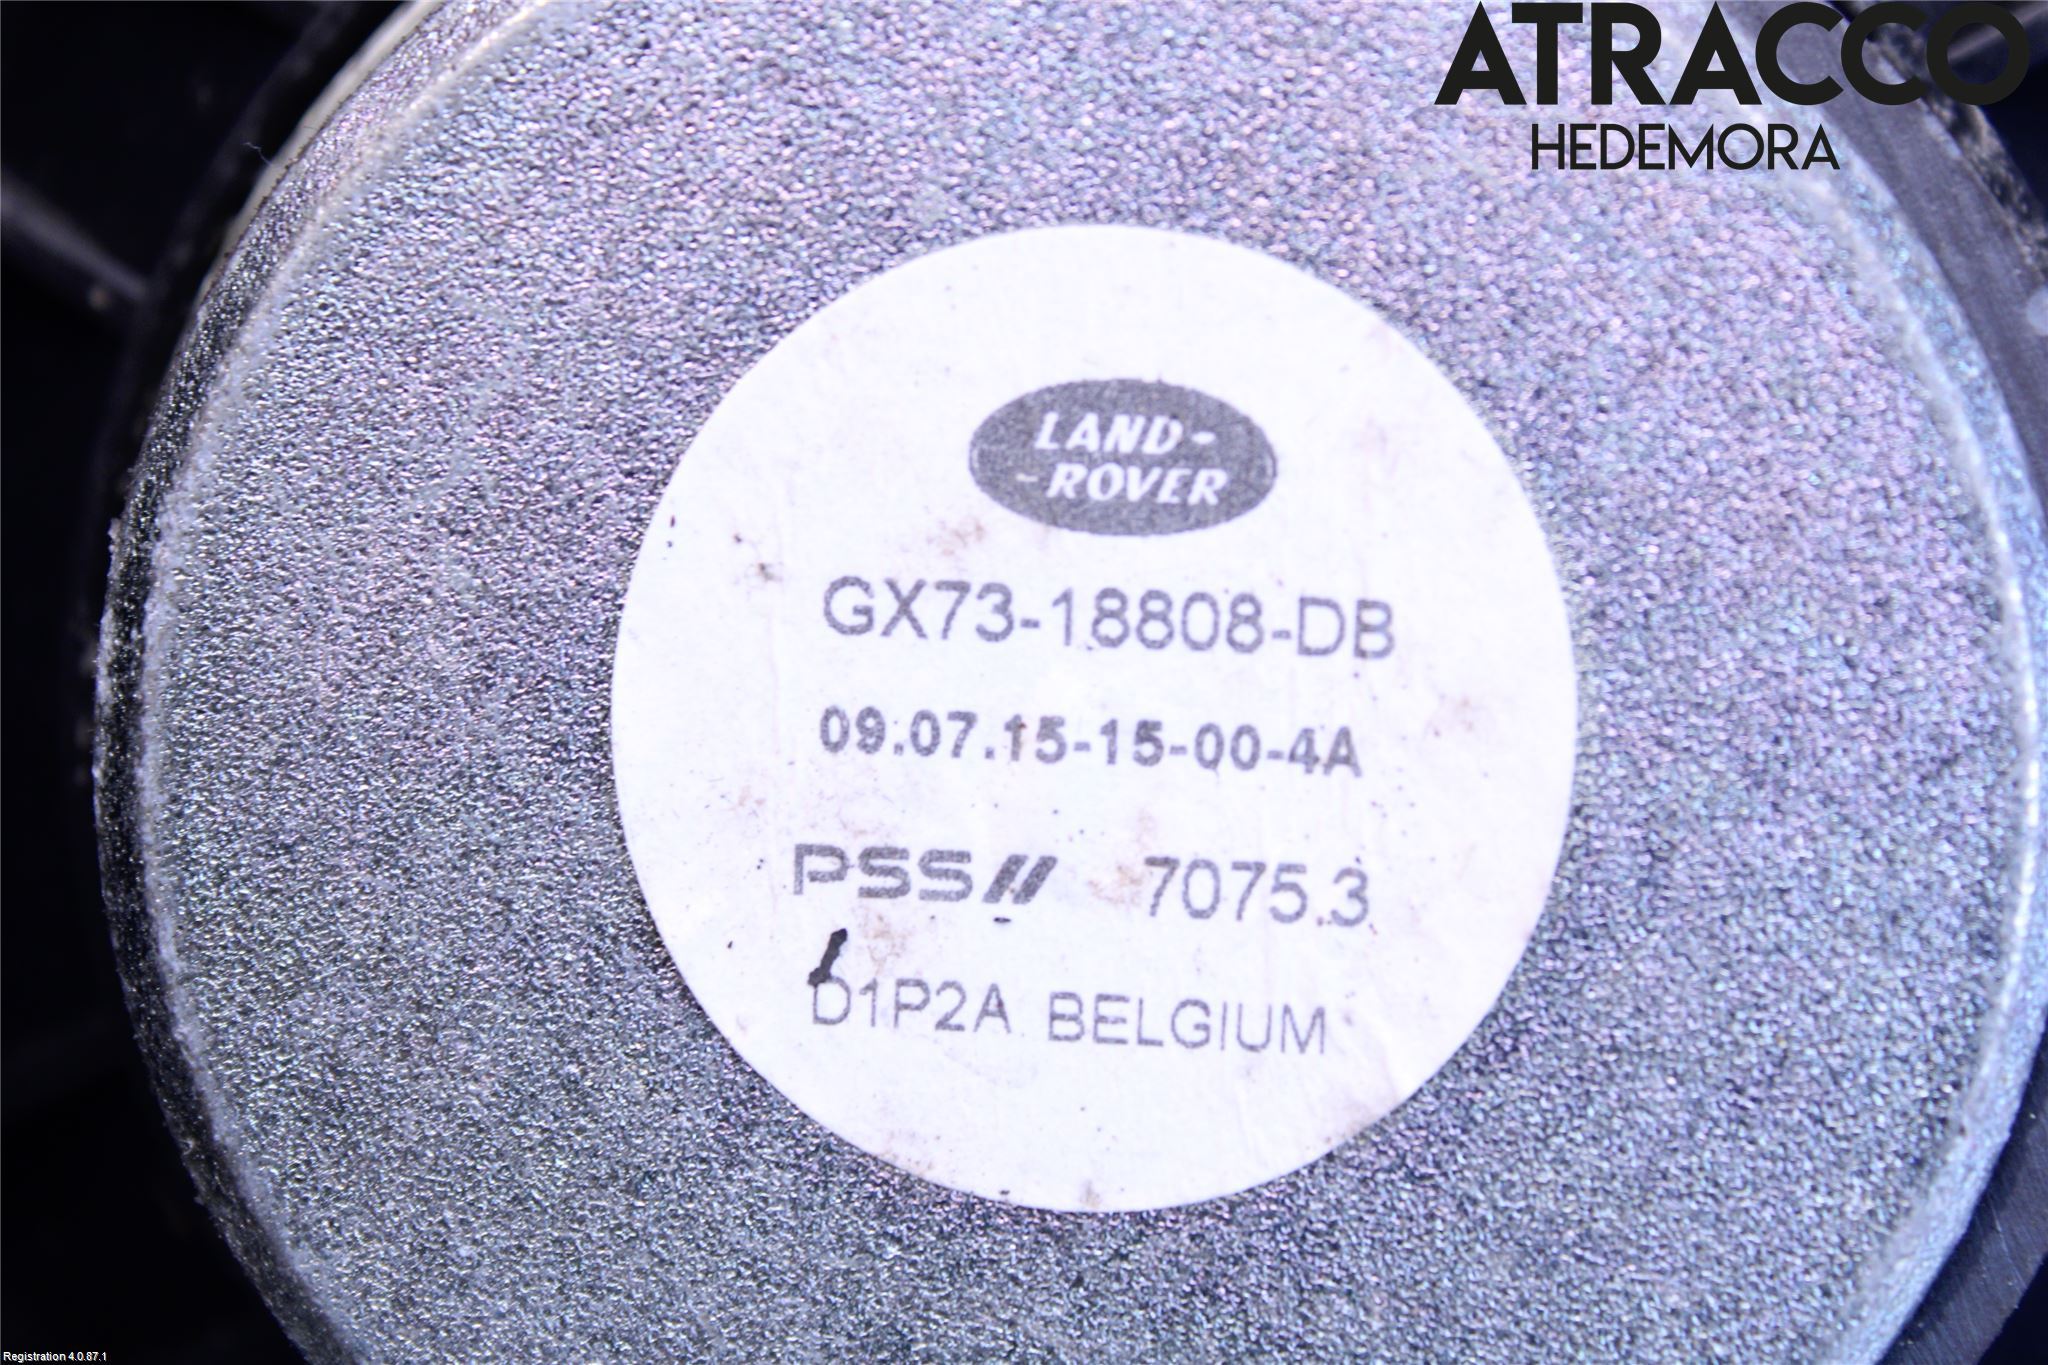 ATRACCO
HEDEMORA
LAND-
-ROVER
GX73-18808-DB
09.07.15-15-00-4A
PSS// 7075.3
D1P2A BELGIUM
Registration 4.0.87.1